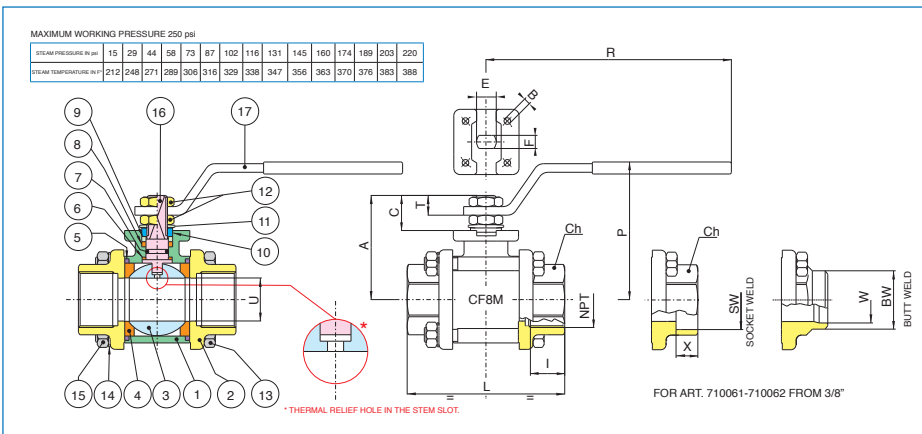 MAXIMUM WORKING PRESSURE 250 psi
STEAM PRESSURE IN psi 15 29 44 58 73 87 102 116 131 145 160 174 189 203 220
STEAM TEMPERATURE IN F° 212 248 271 289 306 316 329 338 347 356 363 370 376 383 388
R
E
B
F
9
16
17
8
7
6
5
12
11
10
U
A
C
T
P
Ch
CF8M
NPT
I
L
=
=
Ch
SW
SOCKET WELD
X
W
BW
BUTT WELD
*
15
14
4
3
1
2
13
* THERMAL RELIEF HOLE IN THE STEM SLOT.
FOR ART. 710061-710062 FROM 3/8"